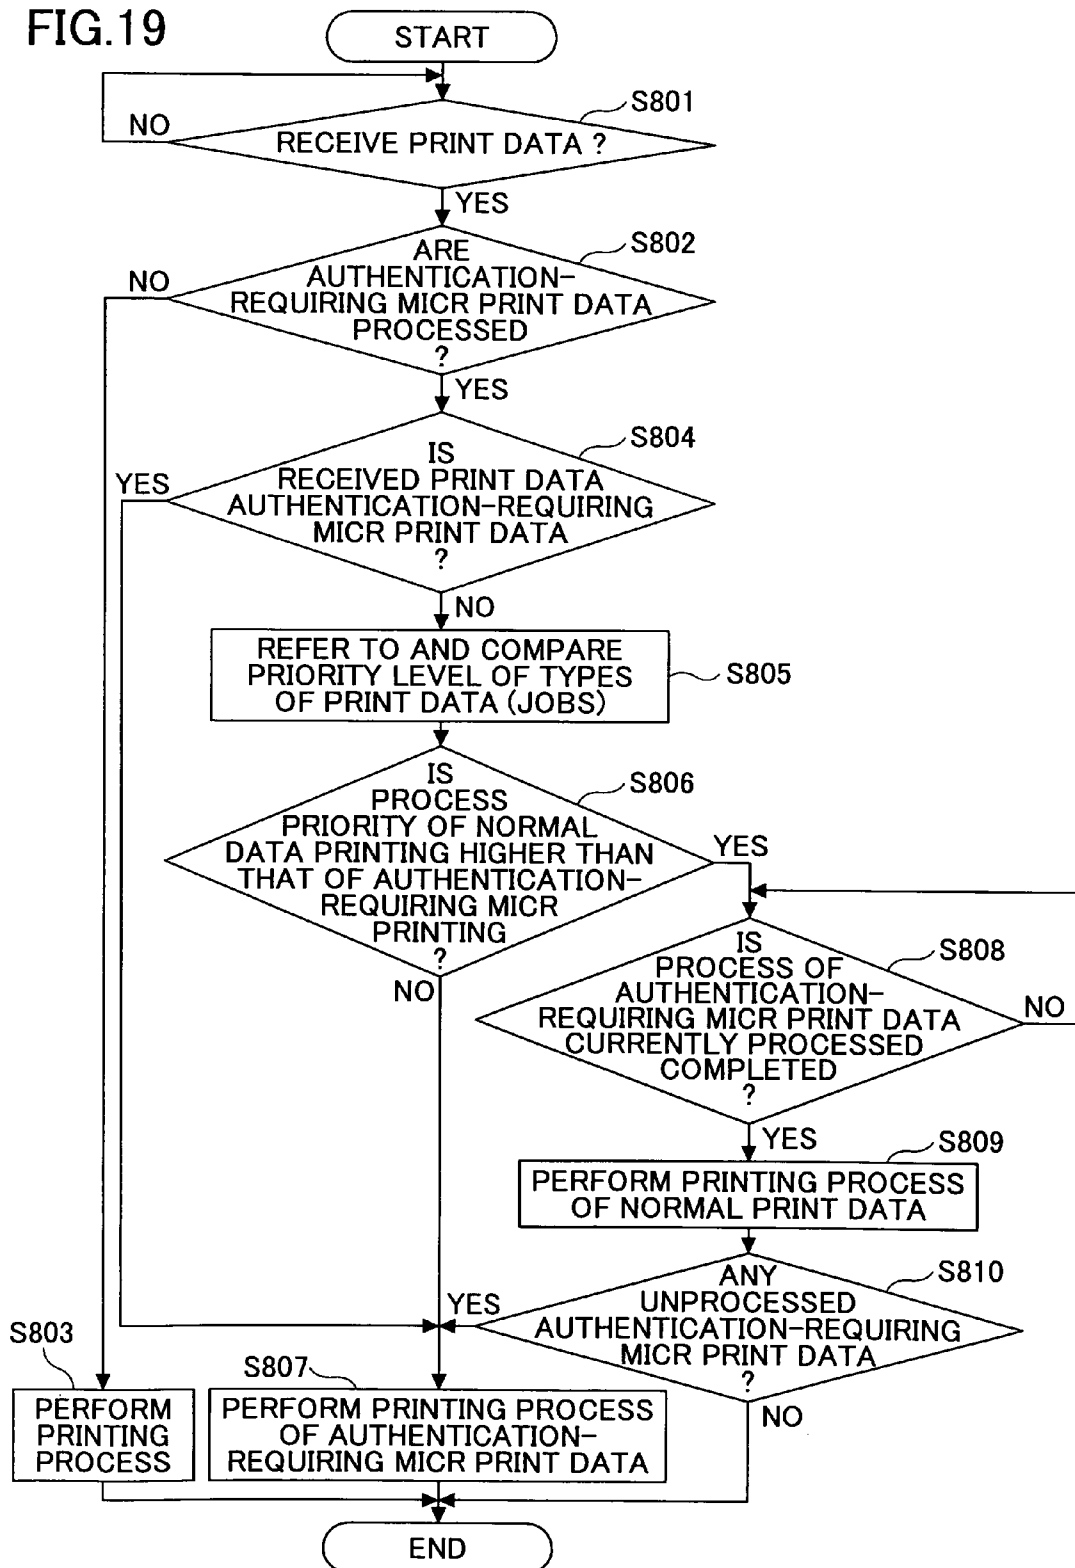 FIG.19
START
S801
NO
RECEIVE PRINT DATA ?
YES
S802
NO
ARE
AUTHENTICATION-
REQUIRING MICR PRINT DATA
PROCESSED
?
YES
S804
YES
IS
RECEIVED PRINT DATA
AUTHENTICATION-REQUIRING
MICR PRINT DATA
?
NO
REFER TO AND COMPARE
PRIORITY LEVEL OF TYPES
OF PRINT DATA (JOBS)
S805
IS
PROCESS
PRIORITY OF NORMAL
DATA PRINTING HIGHER THAN
THAT OF AUTHENTICATION-
REQUIRING MICR
PRINTING
?
S806
YES
NO
IS
PROCESS OF
AUTHENTICATION-
REQUIRING MICR PRINT DATA
CURRENTLY PROCESSED
COMPLETED
?
S808
NO
YES
S809
PERFORM PRINTING PROCESS
OF NORMAL PRINT DATA
S810
YES
ANY
UNPROCESSED
AUTHENTICATION-REQUIRING
MICR PRINT DATA
?
NO
S803
PERFORM
PRINTING
PROCESS
S807
PERFORM PRINTING PROCESS
OF AUTHENTICATION-
REQUIRING MICR PRINT DATA
END